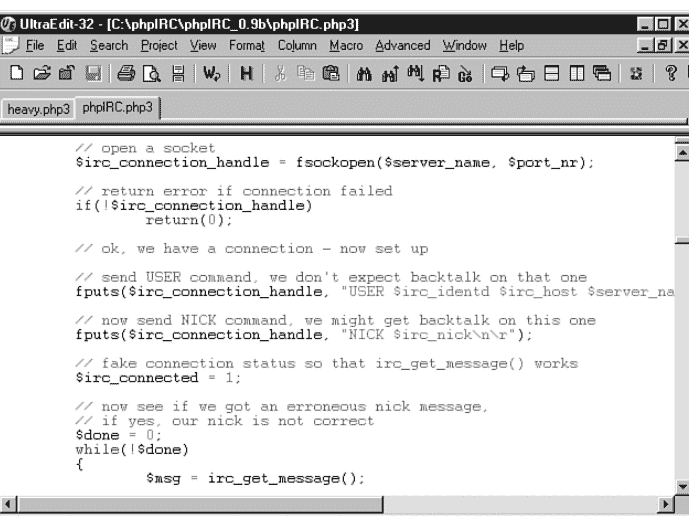 UltraEdit-32 - [C:\phpIRC\phpIRC_0.9b\phpIRC.php3]
File Edit Search Project View Format Column Macro Advanced Window Help
heavy.php3 phpIRC.php3
// open a socket
$irc_connection_handle = fsockopen($server_name, $port_nr);
// return error if connection failed
if(!$irc_connection_handle)
return(0);
// ok, we have a connection - now set up
// send USER command, we don't expect backtalk on that one
fputs($irc_connection_handle, "USER $irc_identd $irc_host $server_na
// now send NICK command, we might get backtalk on this one
fputs($irc_connection_handle, "NICK $irc_nick\n\r");
// fake connection status so that irc_get_message() works
$irc_connected = 1;
// now see if we got an erroneous nick message,
// if yes, our nick is not correct
$done = 0;
while(!$done)
{
$msg = irc_get_message();